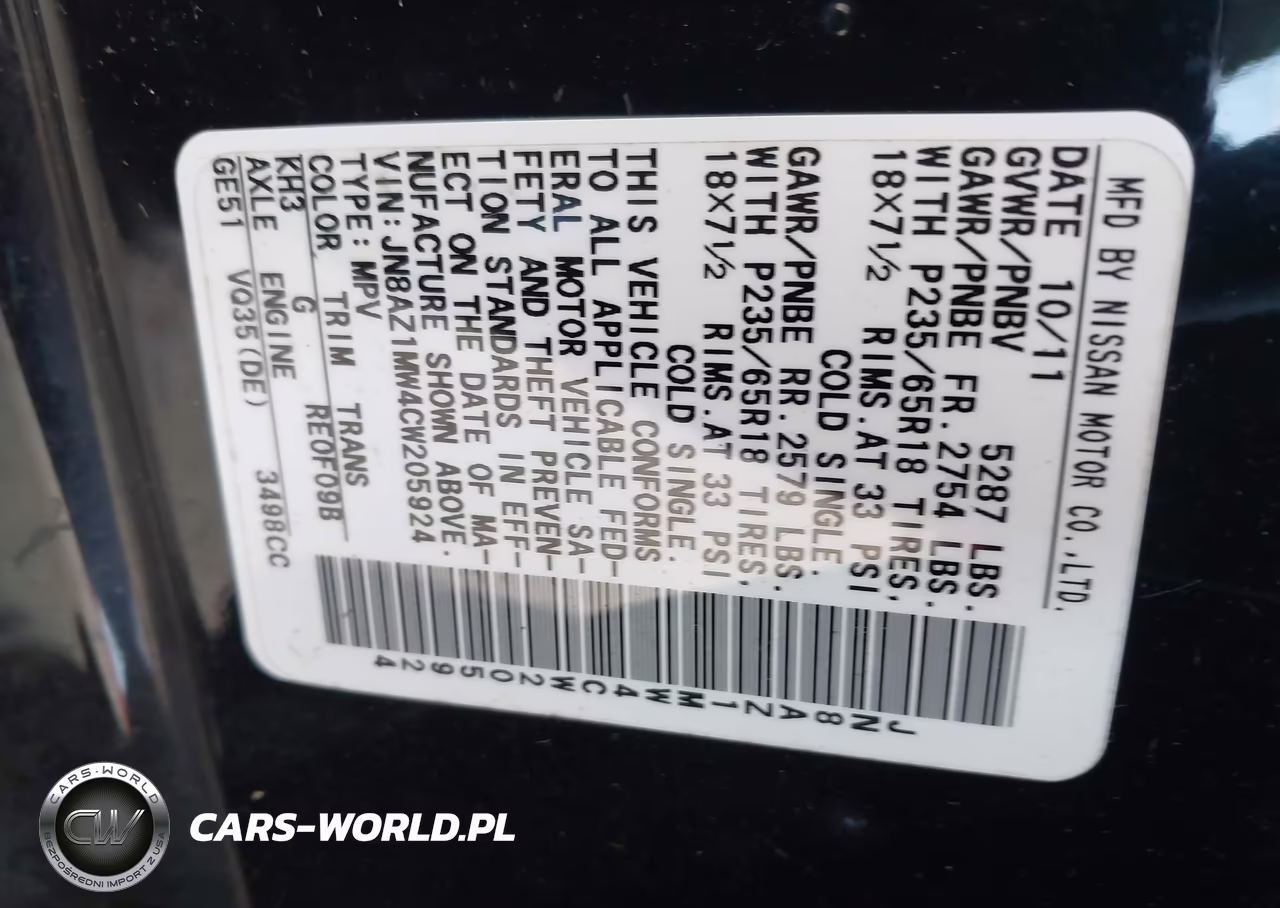 MFD BY NISSAN MOTOR CO.,LTD.
DATE 10/11
GVWR/PNBV 5287 LBS.
GAWR/PNBE FR.2754 LBS.
WITH P235/65R18 TIRES,
18×7½ RIMS.AT 33 PSI
COLD SINGLE.
GAWR/PNBE RR.2579 LBS.
WITH P235/65R18 TIRES,
18×7½ RIMS.AT 33 PSI
COLD SINGLE.
THIS VEHICLE CONFORMS
TO ALL APPLICABLE FED-
ERAL MOTOR VEHICLE SA-
FETY AND THEFT PREVEN-
TION STANDARDS IN EFF-
ECT ON THE DATE OF MA-
NUFACTURE SHOWN ABOVE.
VIN:JN8AZ1MW4CW205924
TYPE:MPV
COLOR TRIM TRANS
KH3 G RE0F09B
AXLE ENGINE
GE51 VQ35(DE) 3498CC
JN8AZ1MW4CW205924
CARS-WORLD
CW
BEZPOŚREDNI IMPORT Z USA
CARS-WORLD.PL